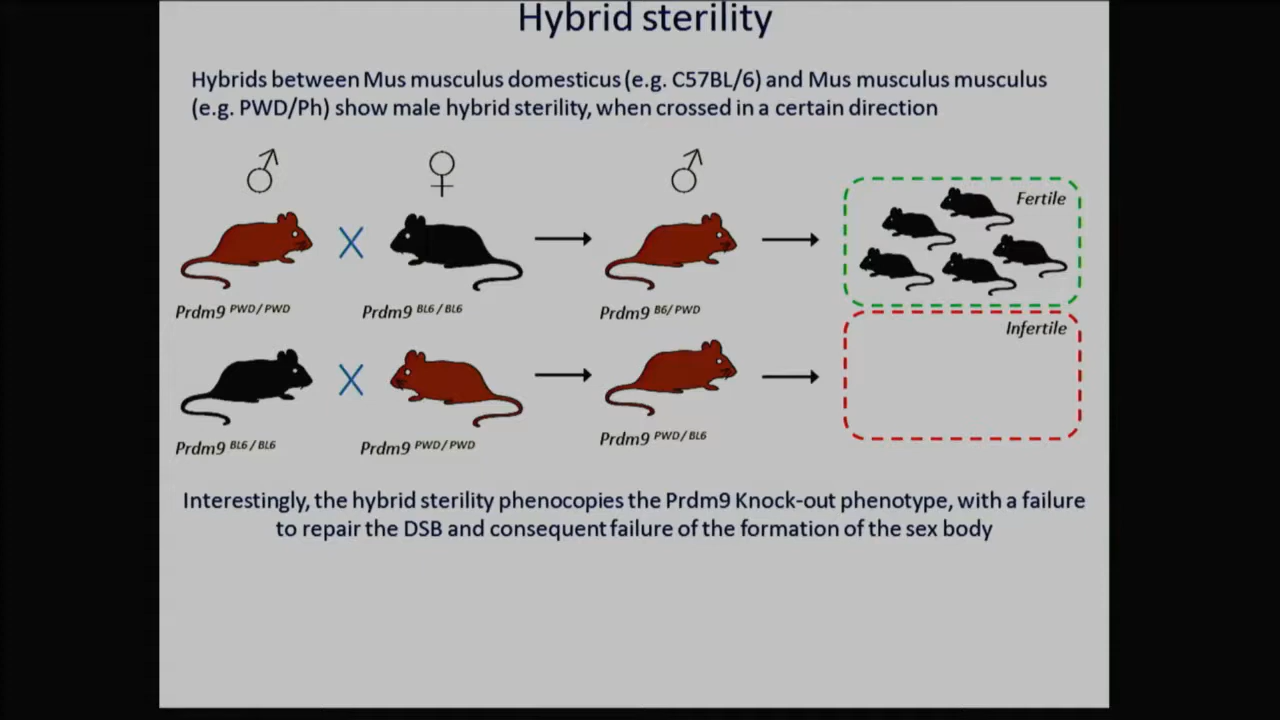 Hybrid sterility
Hybrids between Mus musculus domesticus (e.g. C57BL/6) and Mus musculus musculus
(e.g. PWD/Ph) show male hybrid sterility, when crossed in a certain direction
♂ ♀ ♂
Fertile
X
Prdm9 PWD/PWD Prdm9 BL6/BL6 Prdm9 B6/PWD
Infertile
X
Prdm9 BL6/BL6 Prdm9 PWD/PWD Prdm9 PWD/BL6
Interestingly, the hybrid sterility phenocopies the Prdm9 Knock-out phenotype, with a failure
to repair the DSB and consequent failure of the formation of the sex body